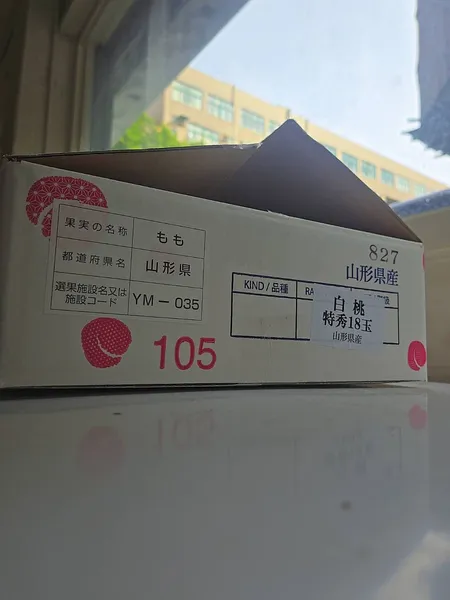 果実の名称 もも
都道府県名 山形県
選果施設名又は
施設コード YM－035
105
827
山形県産
KIND / 品種 RA
白桃
特秀18玉
山形県産